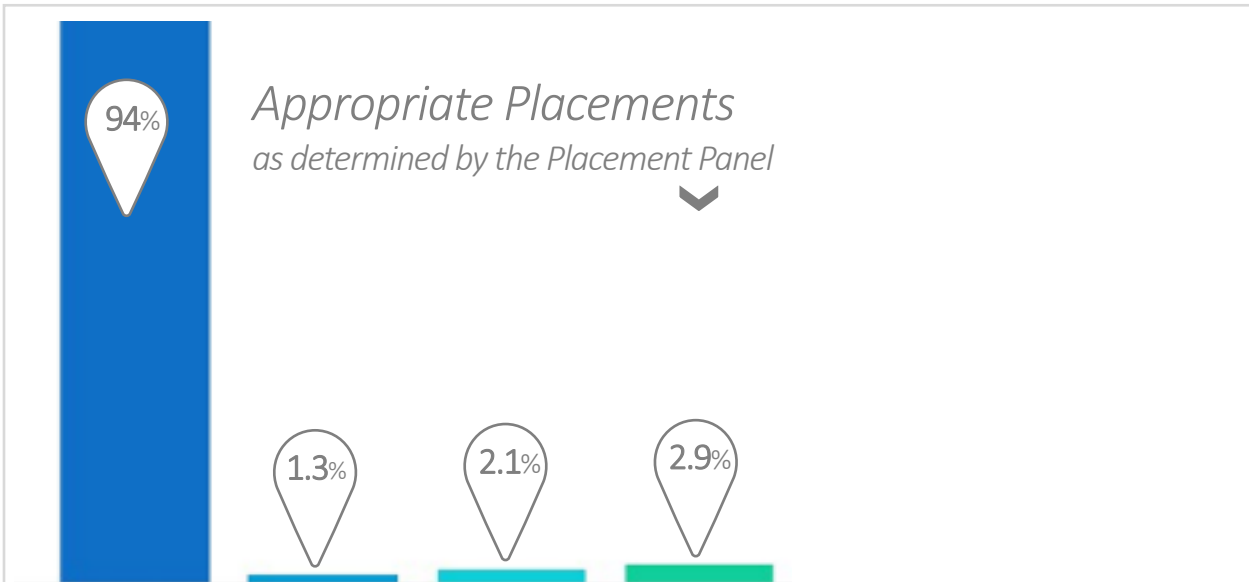 94%
Appropriate Placements
as determined by the Placement Panel
1.3%
2.1%
2.9%